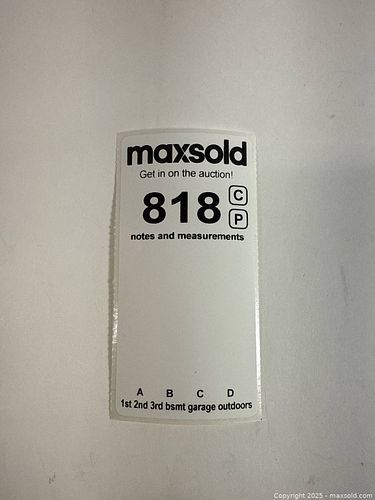 maxsold
Get in on the auction!
818 C
P
notes and measurements
A B C D
1st 2nd 3rd bsmt garage outdoors
Copyright 2025 - maxsold.com